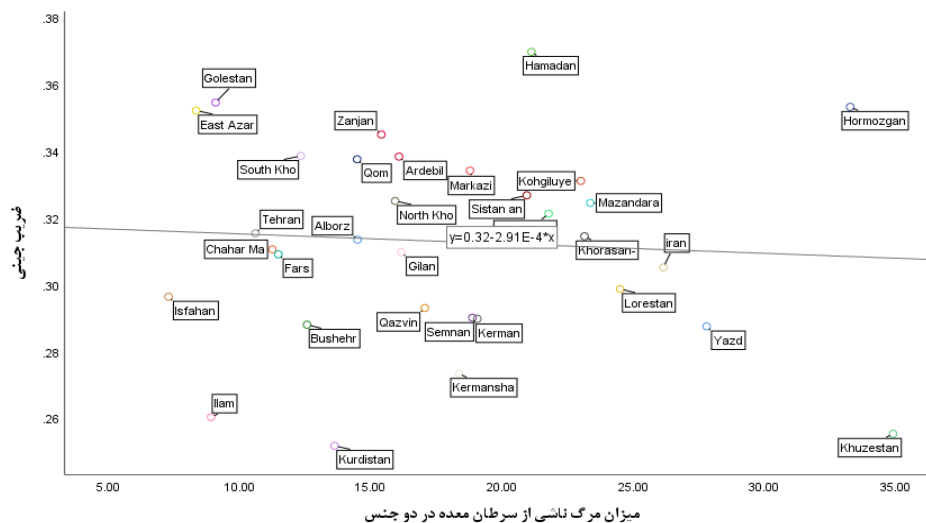 .38
.36
.34
.32
.30
.28
.26
ضریب جینی
Hamadan
Golestan
East Azar
Hormozgan
Zanjan
South Kho
Qom
Ardebil
Markazi
Kohgiluye
Sistan an
Mazandara
North Kho
Tehran
Alborz
y=0.32-2.91E-4*x
Chahar Ma
Fars
Gilan
Khorasan-
iran
Isfahan
Lorestan
Qazvin
Semnan
Kerman
Bushehr
Yazd
Kermansha
Ilam
Kurdistan
Khuzestan
5.00 10.00 15.00 20.00 25.00 30.00 35.00
میزان مرگ ناشی از سرطان معده در دو جنس